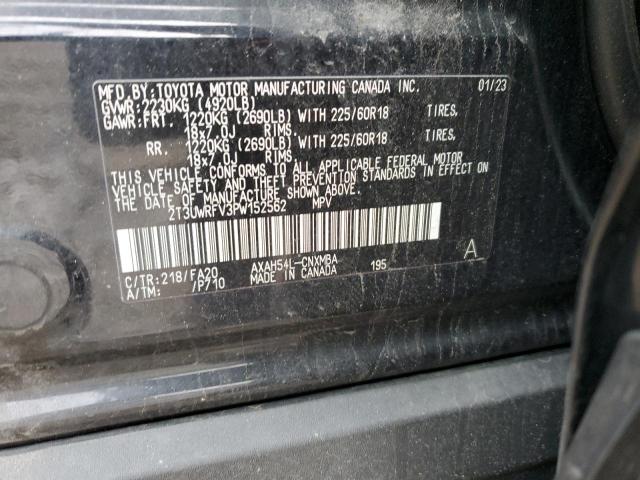 MFD.BY:TOYOTA MOTOR MANUFACTURING CANADA INC. 01/23
GVWR:2230KG (4920LB)
GAWR:FRT 1220KG (2690LB) WITH 225/60R18 TIRES,
18x7.0J RIMS.
RR. 1220KG (2690LB) WITH 225/60R18 TIRES,
18x7.0J RIMS.
THIS VEHICLE CONFORMS TO ALL APPLICABLE FEDERAL MOTOR
VEHICLE SAFETY AND THEFT PREVENTION STANDARDS IN EFFECT ON
THE DATE OF MANUFACTURE SHOWN ABOVE.
2T3UWRFV3PW152562 MPV
A
C/TR:218/FA20 AXAH54L-CNXMBA 195
A/TM: /P710 MADE IN CANADA